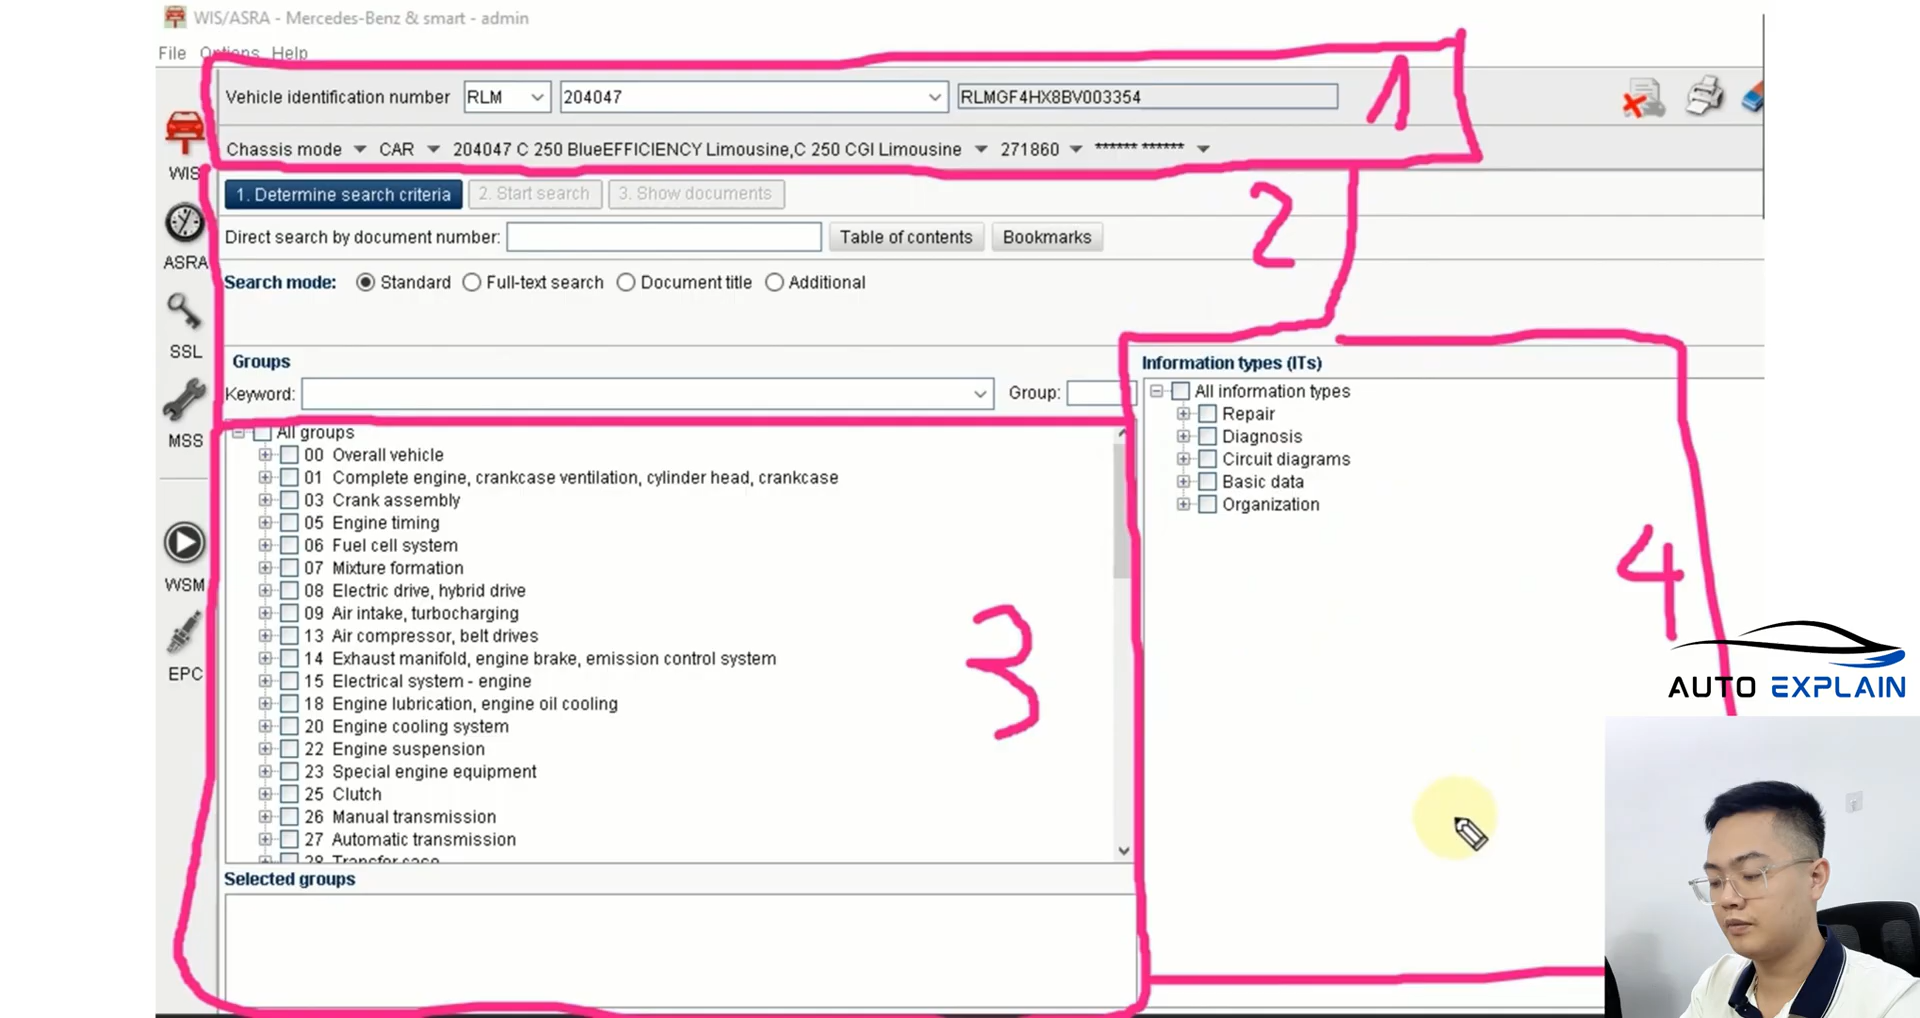 WIS/ASRA - Mercedes-Benz & smart - admin
File Options Help
Vehicle identification number RLM 204047 RLMGF4HX8BV003354
1
Chassis mode CAR 204047 C 250 BlueEFFICIENCY Limousine,C 250 CGI Limousine 271860 ****** ******
WIS
1. Determine search criteria 2. Start search 3. Show documents
2
Direct search by document number: Table of contents Bookmarks
ASRA
Search mode: Standard Full-text search Document title Additional
SSL
Groups
Keyword: Group:
MSS
All groups
00 Overall vehicle
01 Complete engine, crankcase ventilation, cylinder head, crankcase
03 Crank assembly
05 Engine timing
06 Fuel cell system
07 Mixture formation
08 Electric drive, hybrid drive
09 Air intake, turbocharging
13 Air compressor, belt drives
14 Exhaust manifold, engine brake, emission control system
15 Electrical system - engine
18 Engine lubrication, engine oil cooling
20 Engine cooling system
22 Engine suspension
23 Special engine equipment
25 Clutch
26 Manual transmission
27 Automatic transmission
28 Transfer case
3
WSM
EPC
Selected groups
Information types (ITs)
All information types
Repair
Diagnosis
Circuit diagrams
Basic data
Organization
4
AUTO EXPLAIN